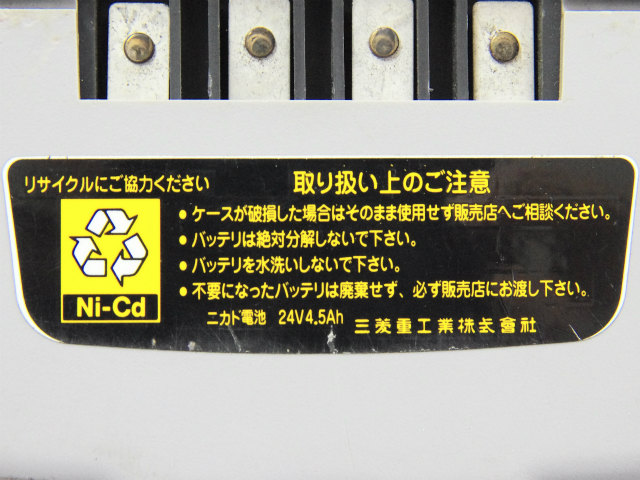 リサイクルにご協力ください
Ni-Cd
取り扱い上のご注意
●ケースが破損した場合はそのまま使用せず販売店へご相談ください。
●バッテリは絶対分解しないで下さい。
●バッテリを水洗いしないで下さい。
●不要になったバッテリは廃棄せず、必ず販売店にお渡し下さい。
ニカド電池 24V4.5Ah 三菱重工業株式會社